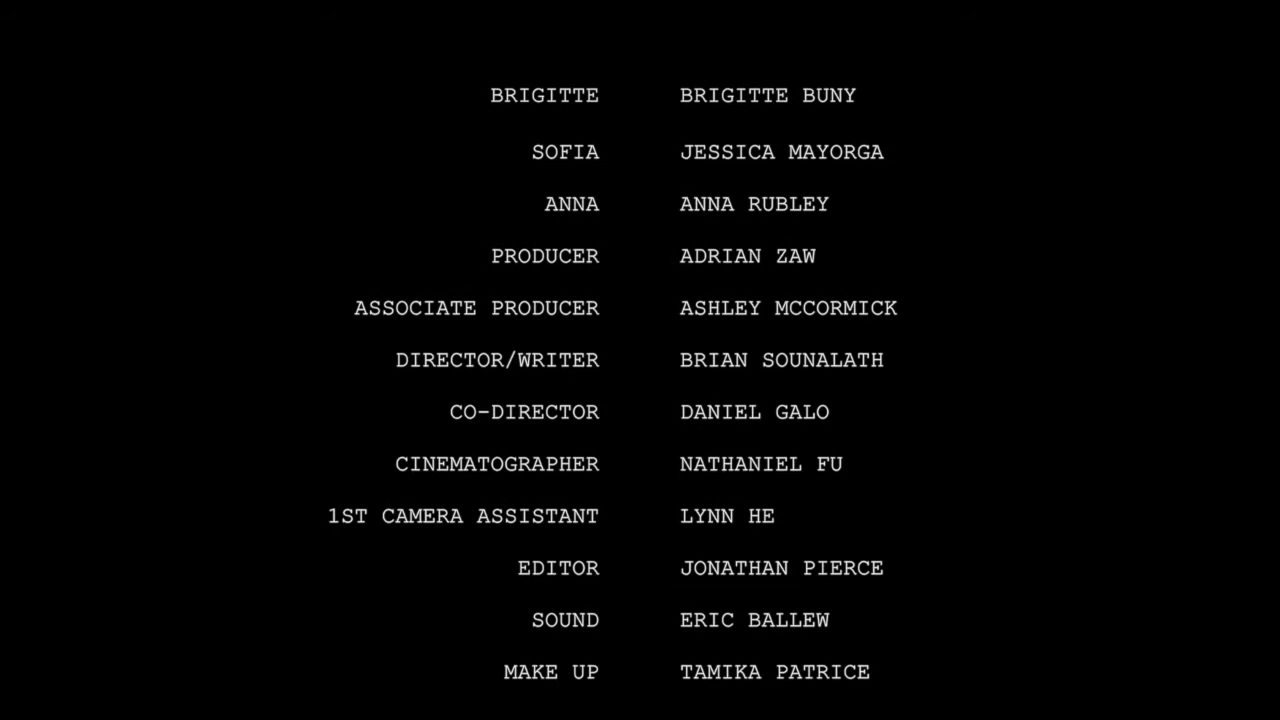 BRIGITTE BRIGITTE BUNY
SOFIA JESSICA MAYORGA
ANNA ANNA RUBLEY
PRODUCER ADRIAN ZAW
ASSOCIATE PRODUCER ASHLEY MCCORMICK
DIRECTOR/WRITER BRIAN SOUNALATH
CO-DIRECTOR DANIEL GALO
CINEMATOGRAPHER NATHANIEL FU
1ST CAMERA ASSISTANT LYNN HE
EDITOR JONATHAN PIERCE
SOUND ERIC BALLEW
MAKE UP TAMIKA PATRICE